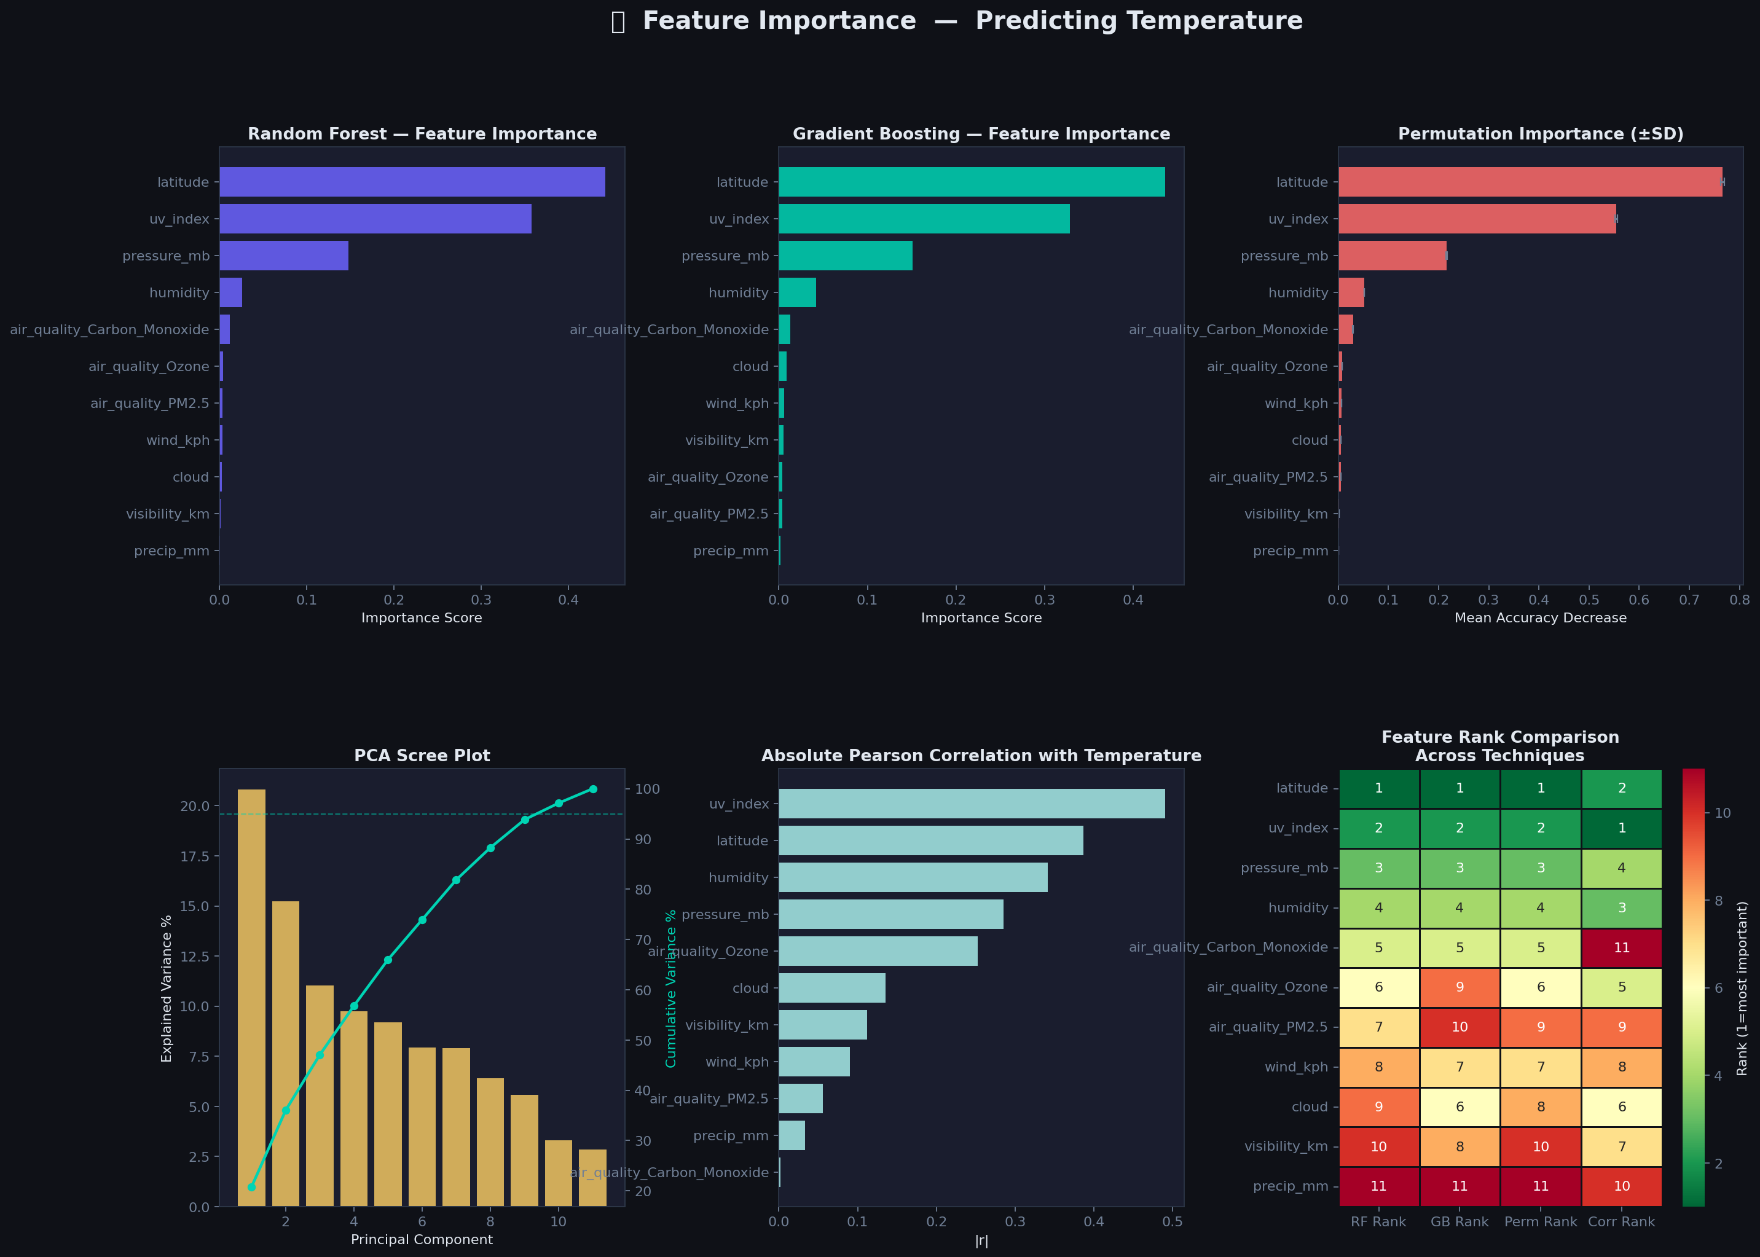 Feature Importance — Predicting Temperature
Random Forest — Feature Importance
latitude
uv_index
pressure_mb
humidity
air_quality_Carbon_Monoxide
air_quality_Ozone
air_quality_PM2.5
wind_kph
cloud
visibility_km
precip_mm
0.0 0.1 0.2 0.3 0.4
Importance Score
Gradient Boosting — Feature Importance
latitude
uv_index
pressure_mb
humidity
air_quality_Carbon_Monoxide
cloud
wind_kph
visibility_km
air_quality_Ozone
air_quality_PM2.5
precip_mm
0.0 0.1 0.2 0.3 0.4
Importance Score
Permutation Importance (±SD)
latitude
uv_index
pressure_mb
humidity
air_quality_Carbon_Monoxide
air_quality_Ozone
wind_kph
cloud
air_quality_PM2.5
visibility_km
precip_mm
0.0 0.1 0.2 0.3 0.4 0.5 0.6 0.7 0.8
Mean Accuracy Decrease
PCA Scree Plot
Explained Variance %
20.0
17.5
15.0
12.5
10.0
7.5
5.0
2.5
0.0
2 4 6 8 10
Principal Component
100
90
80
70
60
50
40
30
20
Cumulative Variance %
Absolute Pearson Correlation with Temperature
uv_index
latitude
humidity
pressure_mb
air_quality_Ozone
cloud
visibility_km
wind_kph
air_quality_PM2.5
precip_mm
air_quality_Carbon_Monoxide
0.0 0.1 0.2 0.3 0.4 0.5
|r|
Feature Rank Comparison
Across Techniques
latitude 1 1 1 2
uv_index 2 2 2 1
pressure_mb 3 3 3 4
humidity 4 4 4 3
air_quality_Carbon_Monoxide 5 5 5 11
air_quality_Ozone 6 9 6 5
air_quality_PM2.5 7 10 9 9
wind_kph 8 7 7 8
cloud 9 6 8 6
visibility_km 10 8 10 7
precip_mm 11 11 11 10
RF Rank GB Rank Perm Rank Corr Rank
10
8
6
4
2
Rank (1=most important)